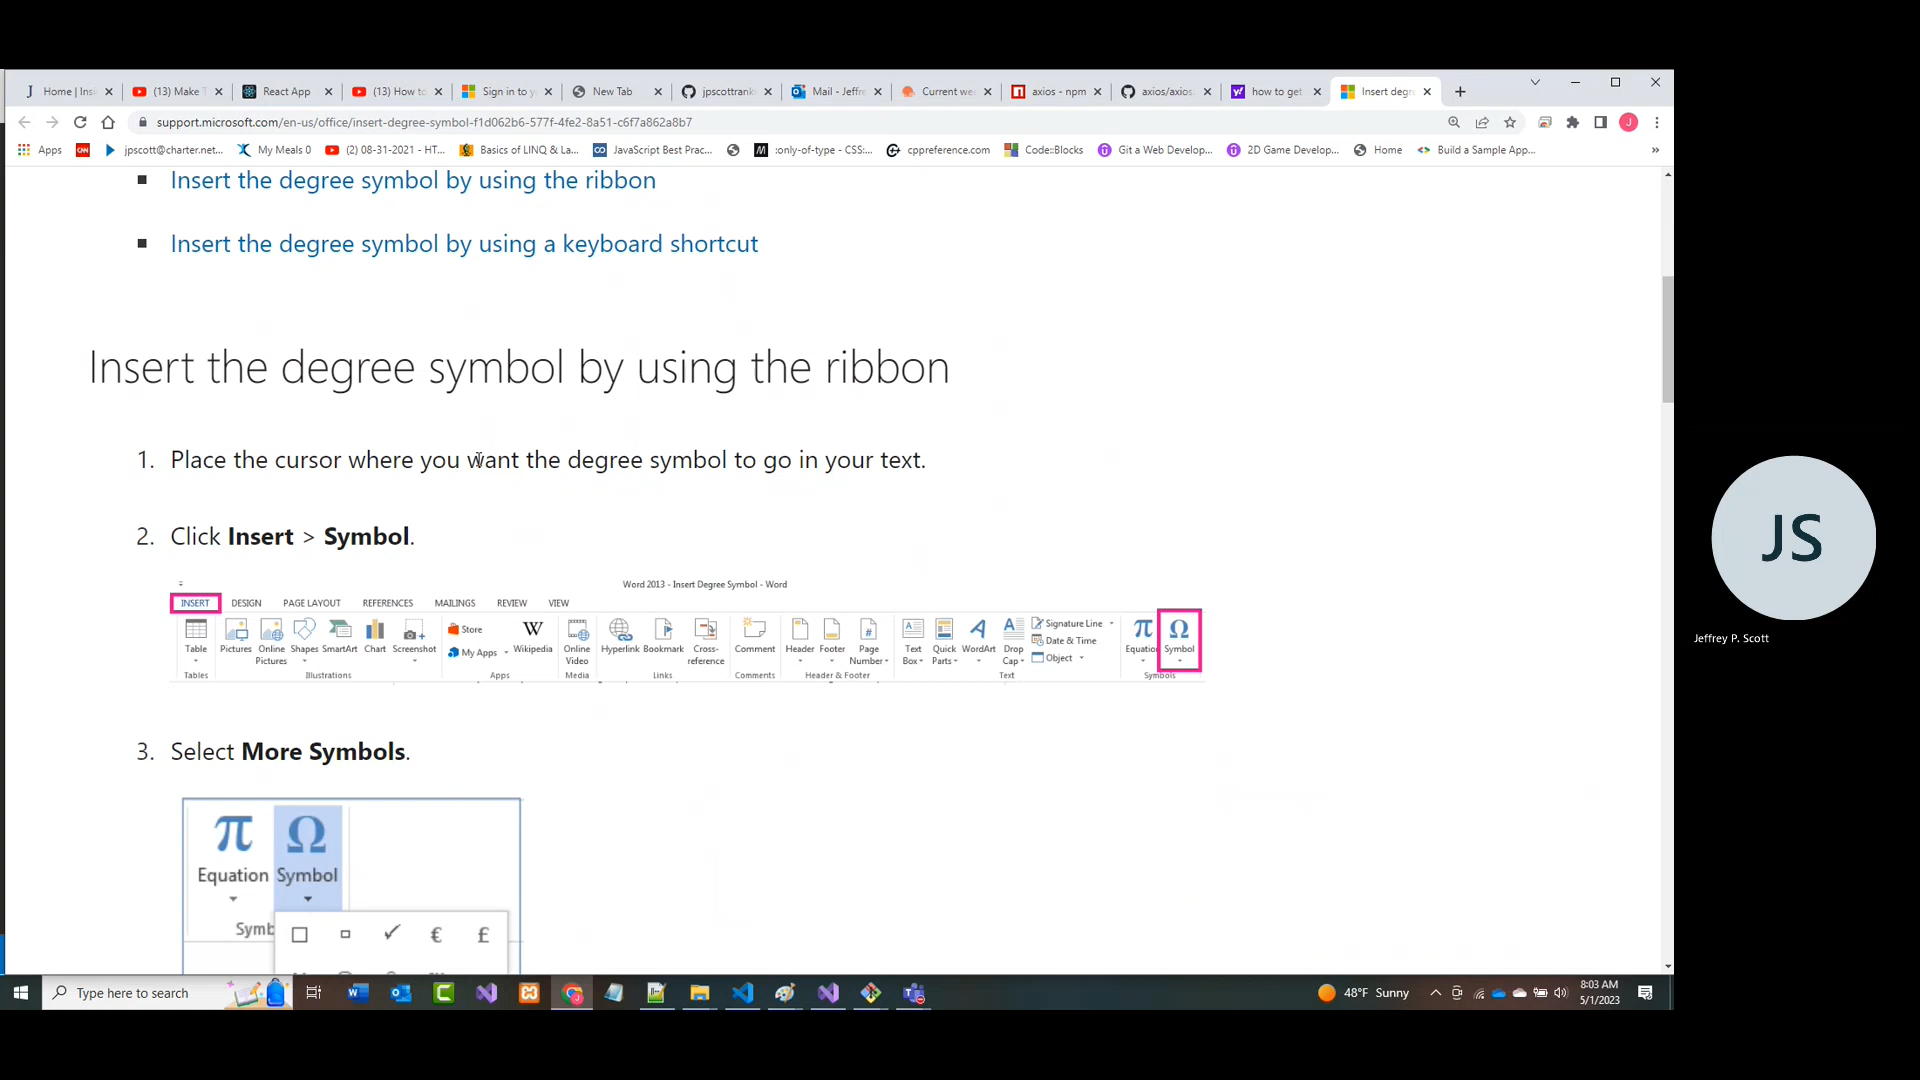 Home | Insi
(13) Make T
React App
(13) How to
Sign in to y
New Tab
jpscottrank
Mail - Jeffre
Current we
axios - npm
axios/axios
how to get
Insert degr
support.microsoft.com/en-us/office/insert-degree-symbol-f1d062b6-577f-4fe2-8a51-c6f7a862a8b7
J
Apps
CNN
jpscott@charter.net...
My Meals 0
(2) 08-31-2021 - HT...
Basics of LINQ & La...
JavaScript Best Prac...
:only-of-type - CSS:...
cppreference.com
Code::Blocks
Git a Web Develop...
2D Game Develop...
Home
Build a Sample App...
Insert the degree symbol by using the ribbon
Insert the degree symbol by using a keyboard shortcut
Insert the degree symbol by using the ribbon
1. Place the cursor where you want the degree symbol to go in your text.
2. Click Insert > Symbol.
Word 2013 - Insert Degree Symbol - Word
INSERT DESIGN PAGE LAYOUT REFERENCES MAILINGS REVIEW VIEW
Table
Pictures
Online Pictures
Shapes
SmartArt
Chart
Screenshot
Store
My Apps
Wikipedia
Online Video
Hyperlink
Bookmark
Cross-reference
Comment
Header
Footer
Page Number
Text Box
Quick Parts
WordArt
Drop Cap
Signature Line
Date & Time
Object
π Equation
Ω Symbol
Tables Illustrations Apps Media Links Comments Header & Footer Text Symbols
3. Select More Symbols.
π Ω
Equation Symbol
Symb
□ ▫ ✓ € £
JS
Jeffrey P. Scott
Type here to search
48°F Sunny
8:03 AM
5/1/2023